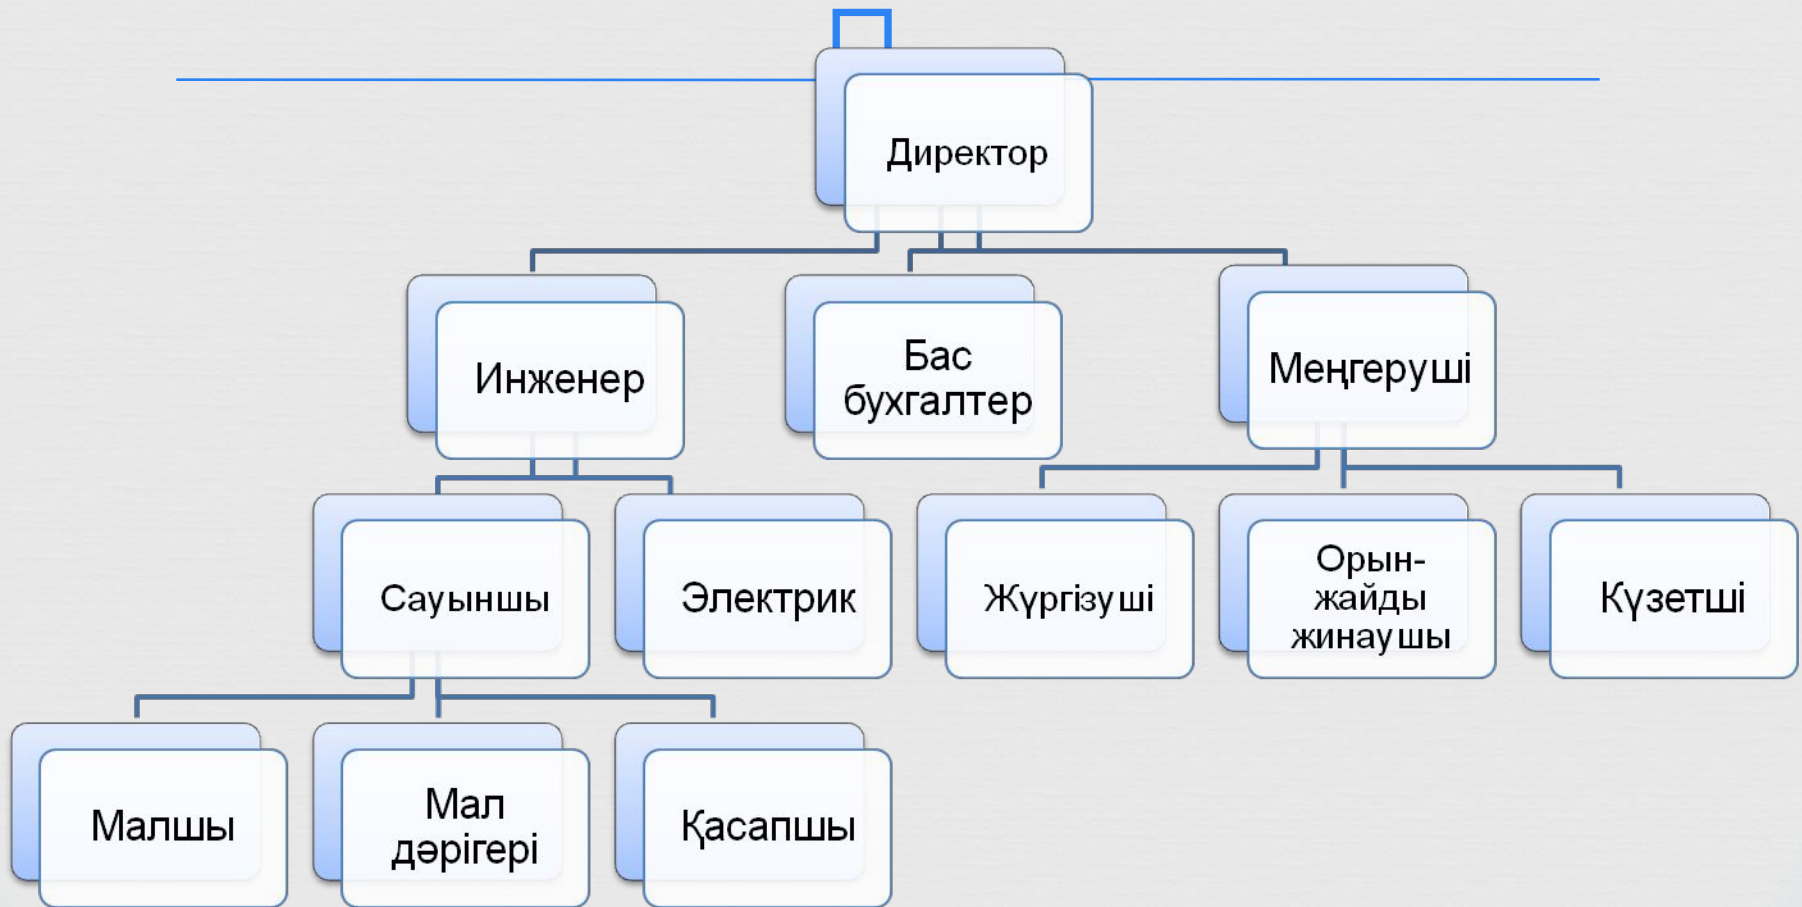 Директор
Инженер
Бас
бухгалтер
Меңгеруші
Сауыншы
Электрик
Жүргізуші
Орын-
жайды
жинаушы
Күзетші
Малшы
Мал
дәрігері
Қасапшы